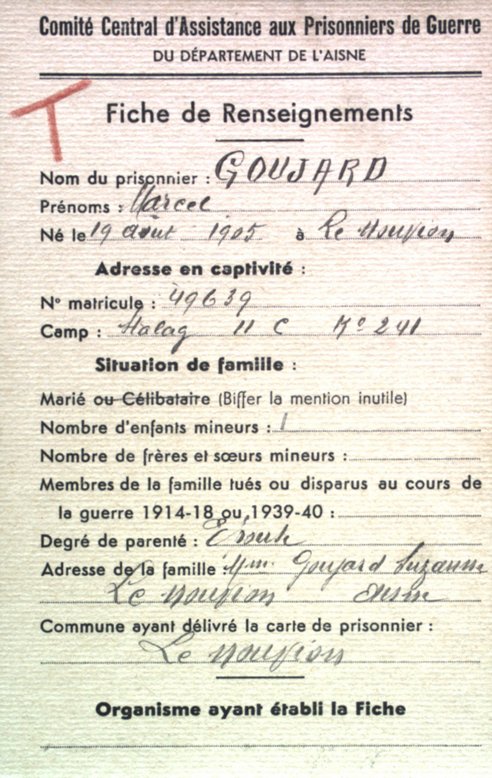 Comité Central d'Assistance aux Prisonniers de Guerre
DU DÉPARTEMENT DE L'AISNE
T
Fiche de Renseignements
Nom du prisonnier : GOUJARD
Prénoms : Marcel
Né le 19 août 1905 à Le Nouvion
Adresse en captivité :
N° matricule : 49639
Camp : Stalag II C Ko 241
Situation de famille :
Marié ou Célibataire (Biffer la mention inutile)
Nombre d'enfants mineurs : 1
Nombre de frères et sœurs mineurs :
Membres de la famille tués ou disparus au cours de
la guerre 1914-18 ou 1939-40 :
Degré de parenté :
Adresse de la famille : Mme Goujard Suzanne
Le Nouvion Aisne
Commune ayant délivré la carte de prisonnier :
Le Nouvion
Organisme ayant établi la Fiche